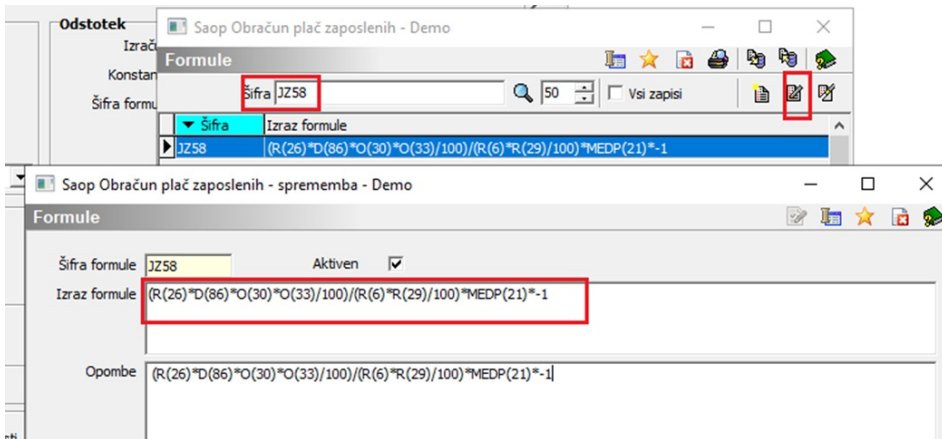 Odstotek
Saop Obračun plač zaposlenih - Demo
Formule
Konstan
Šifra formu
Šifra JZ58
50
Vsi zapisi
Šifra Izraz formule
JZ58 (R(26)*D(86)*O(30)*O(33)/100)/(R(6)*R(29)/100)*MEDP(21)*-1
Saop Obračun plač zaposlenih - sprememba - Demo
Formule
Šifra formule JZ58 Aktiven
Izraz formule (R(26)*D(86)*O(30)*O(33)/100)/(R(6)*R(29)/100)*MEDP(21)*-1
Opombe (R(26)*D(86)*O(30)*O(33)/100)/(R(6)*R(29)/100)*MEDP(21)*-1